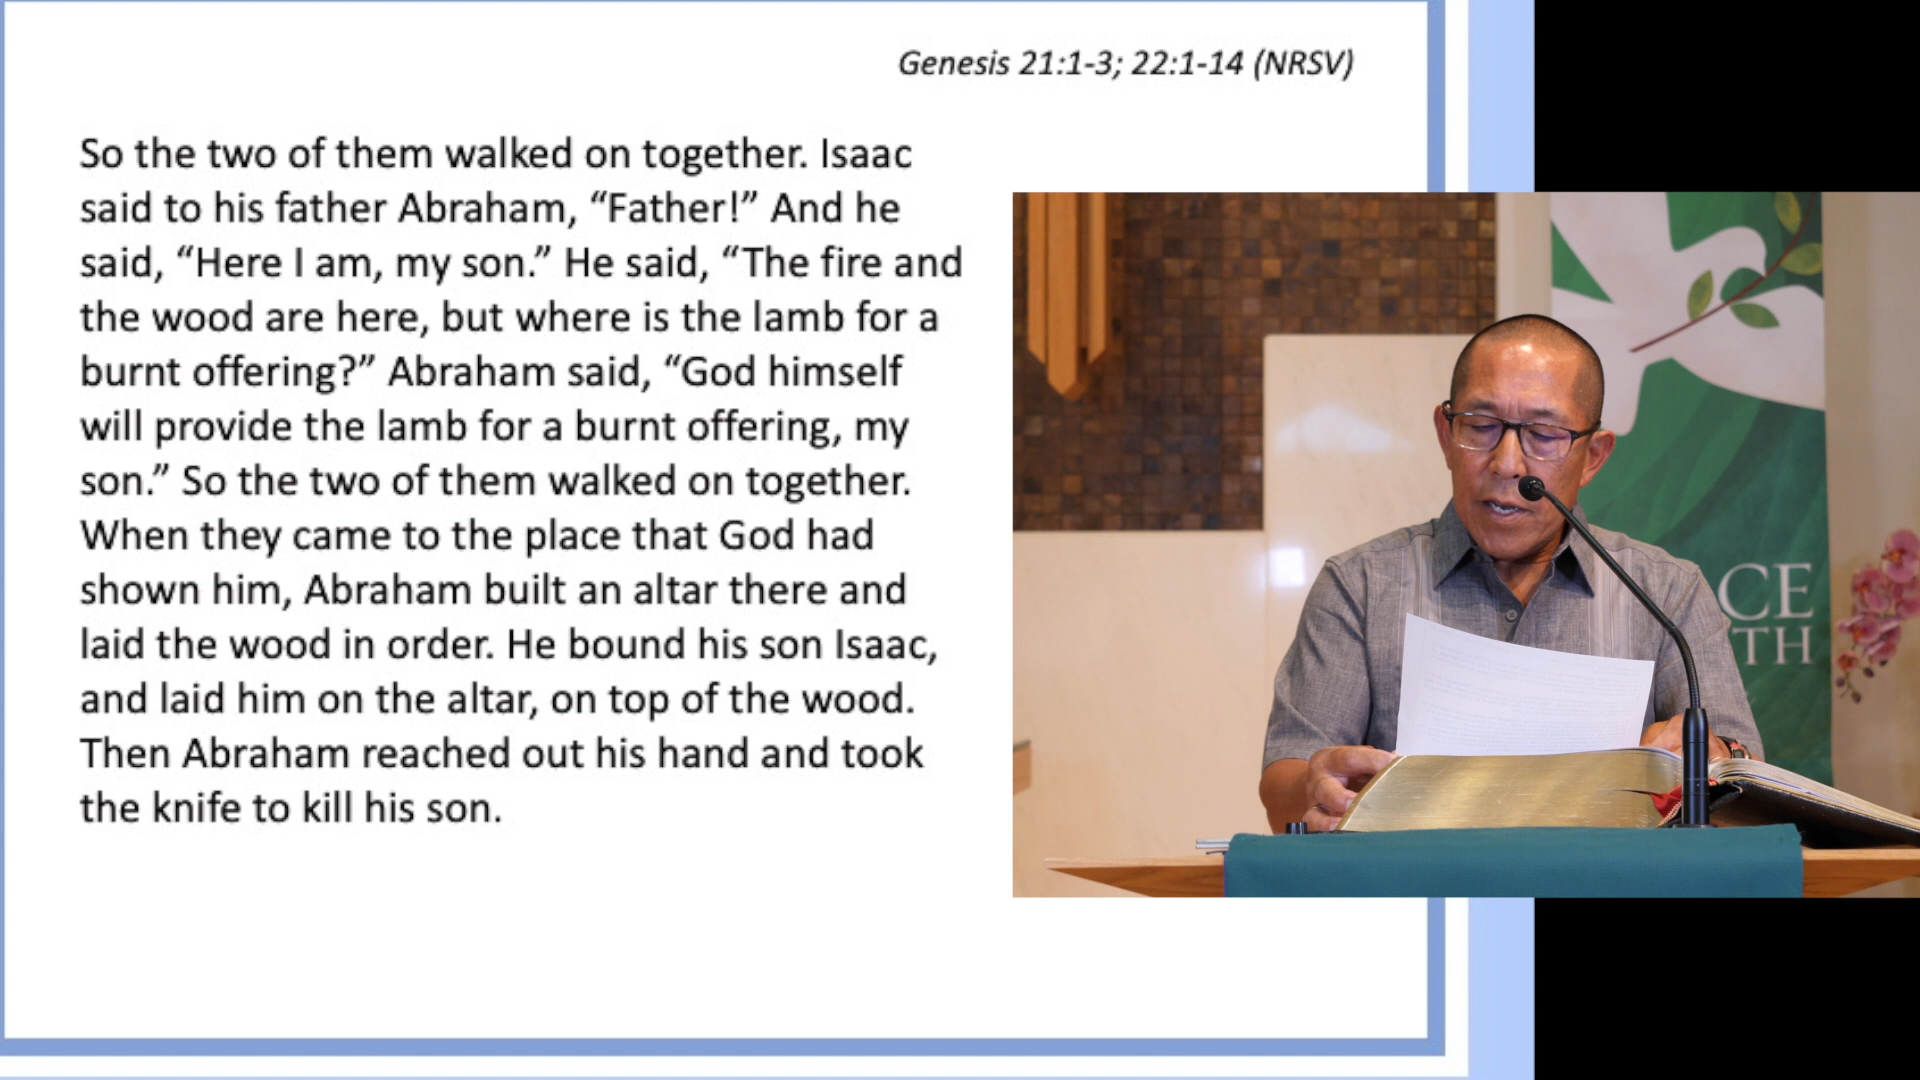 Genesis 21:1-3; 22:1-14 (NRSV)
So the two of them walked on together. Isaac
said to his father Abraham, “Father!” And he
said, “Here I am, my son.” He said, “The fire and
the wood are here, but where is the lamb for a
burnt offering?” Abraham said, “God himself
will provide the lamb for a burnt offering, my
son.” So the two of them walked on together.
When they came to the place that God had
shown him, Abraham built an altar there and
laid the wood in order. He bound his son Isaac,
and laid him on the altar, on top of the wood.
Then Abraham reached out his hand and took
the knife to kill his son.
CE
TH